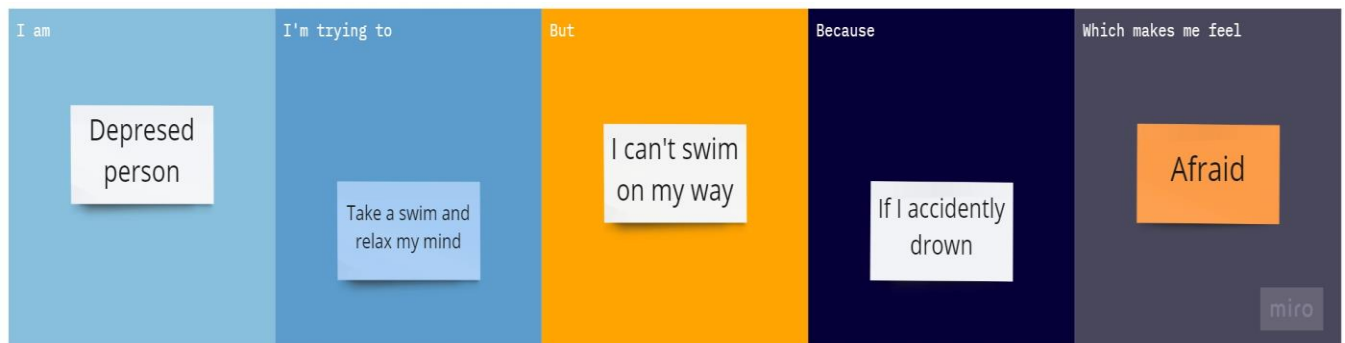 I am
Depresed
person
I'm trying to
Take a swim and
relax my mind
But
I can't swim
on my way
Because
If I accidently
drown
Which makes me feel
Afraid
miro